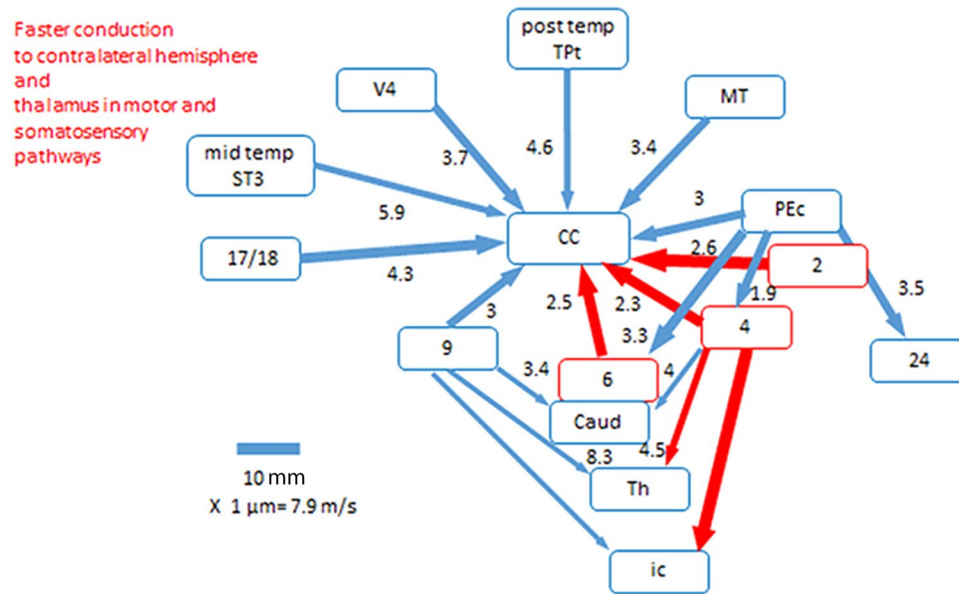 Faster conduction
to contralateral hemisphere
and
thalamus in motor and
somatosensory
pathways
post temp
TPt
V4
MT
mid temp
ST3
3.7
4.6
3.4
5.9
PEc
3
CC
17/18
2.6
2
4.3
3.5
1.9
3
2.5
2.3
4
3.3
9
24
3.4
6
4
Caud
8.3
4.5
10 mm
Th
X 1 µm= 7.9 m/s
ic